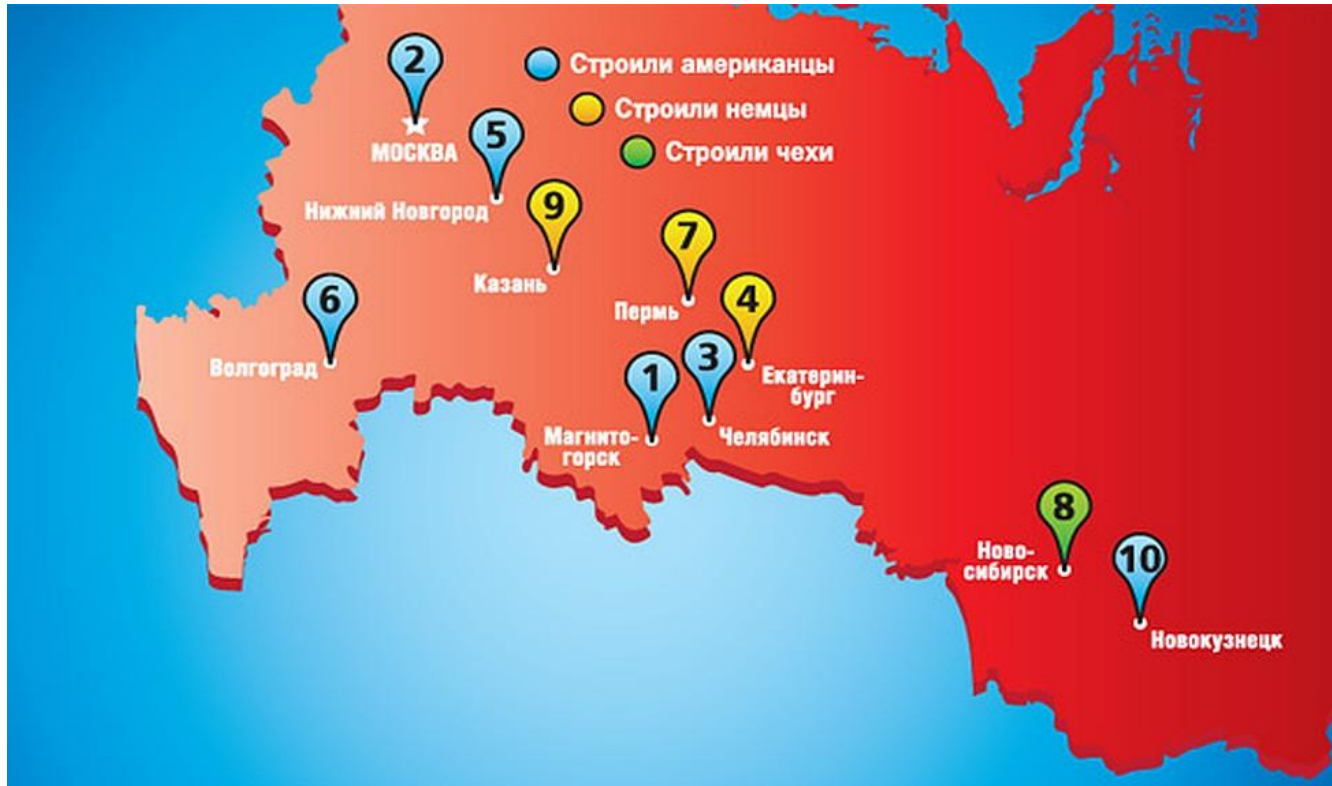 2
Строили американцы
Строили немцы
5
МОСКВА
Строили чехи
Нижний Новгород
9
Казань
7
Пермь
6
Волгоград
4
Екатерин-
бург
3
Челябинск
1
Магнито-
горск
8
Ново-
сибирск
10
Новокузнецк